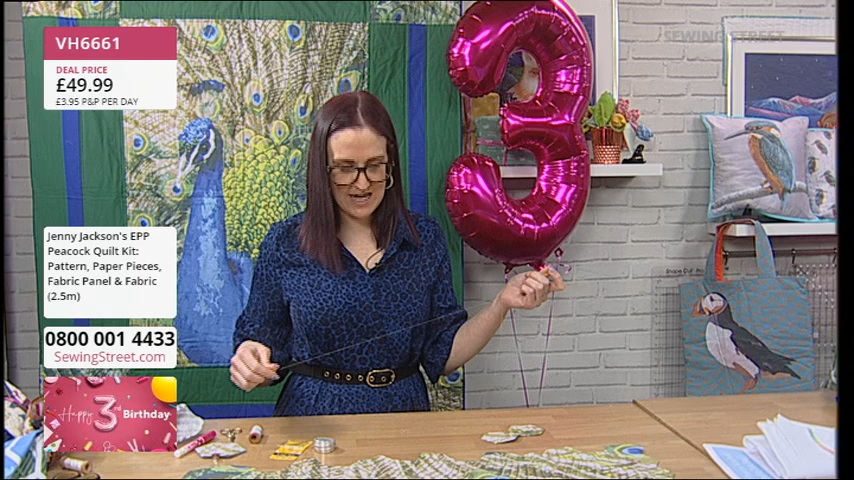 VH6661
DEAL PRICE
£49.99
£3.95 P&P PER DAY
SEWING STREET
Jenny Jackson's EPP
Peacock Quilt Kit:
Pattern, Paper Pieces,
Fabric Panel & Fabric
(2.5m)
0800 001 4433
SewingStreet.com
Happy 3rd Birthday
3